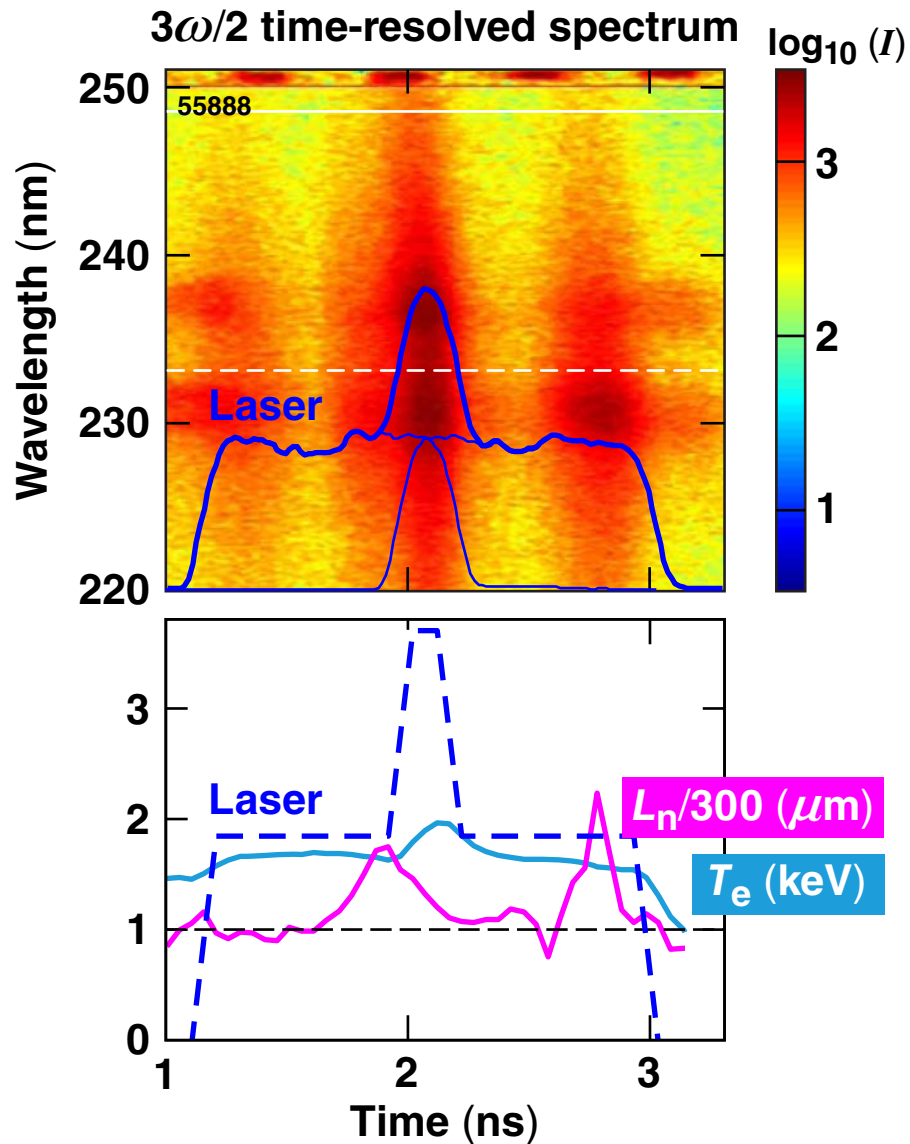 3ω/2 time-resolved spectrum
log10 (I)
250
55888
240
230
220
Wavelength (nm)
Laser
3
2
1
3
2
1
0
Laser
Ln/300 (μm)
Te (keV)
1
2
3
Time (ns)